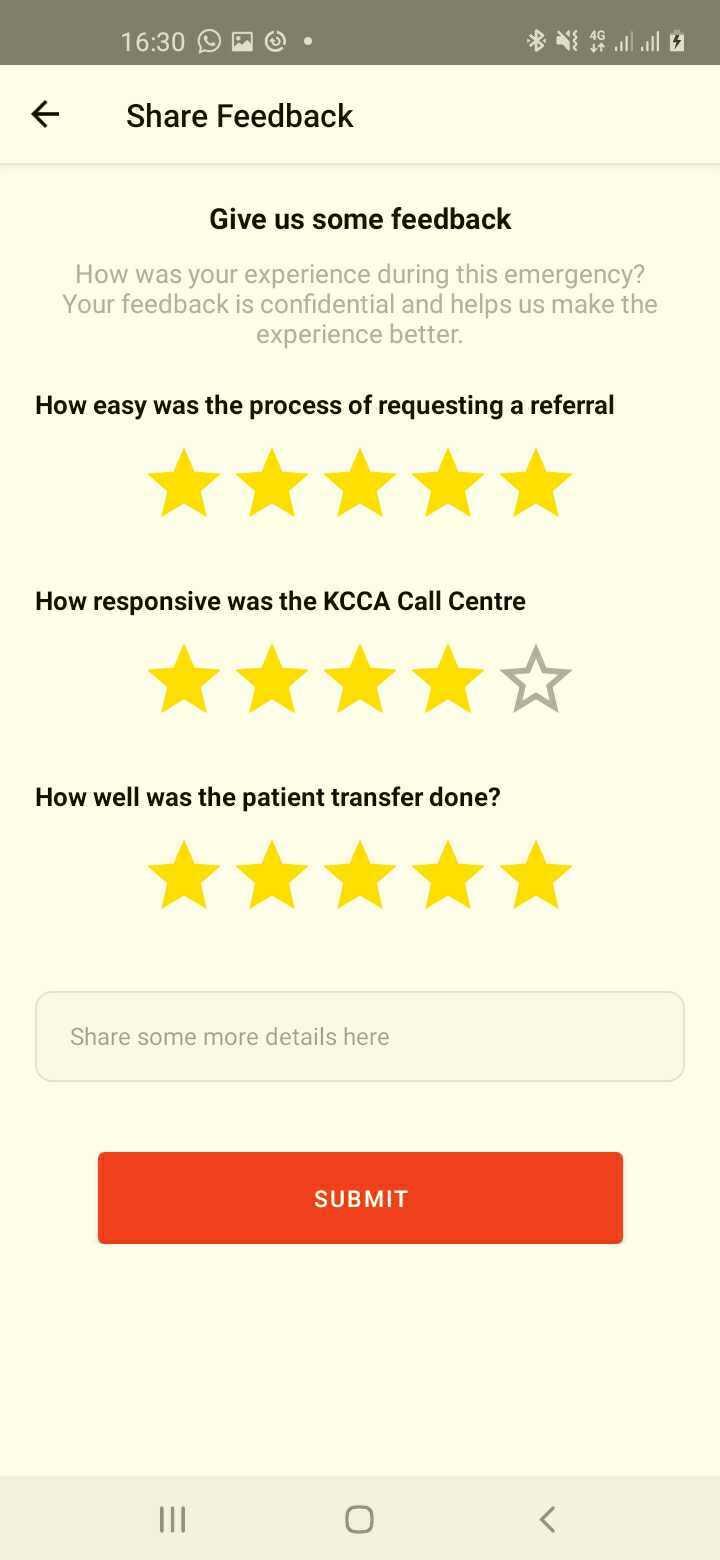 16:30
4G
Share Feedback
Give us some feedback
How was your experience during this emergency?
Your feedback is confidential and helps us make the
experience better.
How easy was the process of requesting a referral
How responsive was the KCCA Call Centre
How well was the patient transfer done?
Share some more details here
SUBMIT